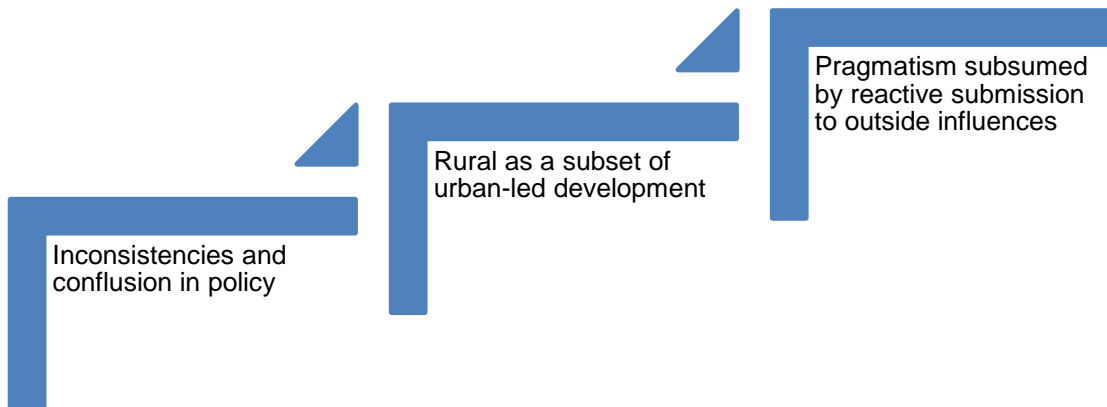 Inconsistencies and
conflusion in policy
Rural as a subset of
urban-led development
Pragmatism subsumed
by reactive submission
to outside influences